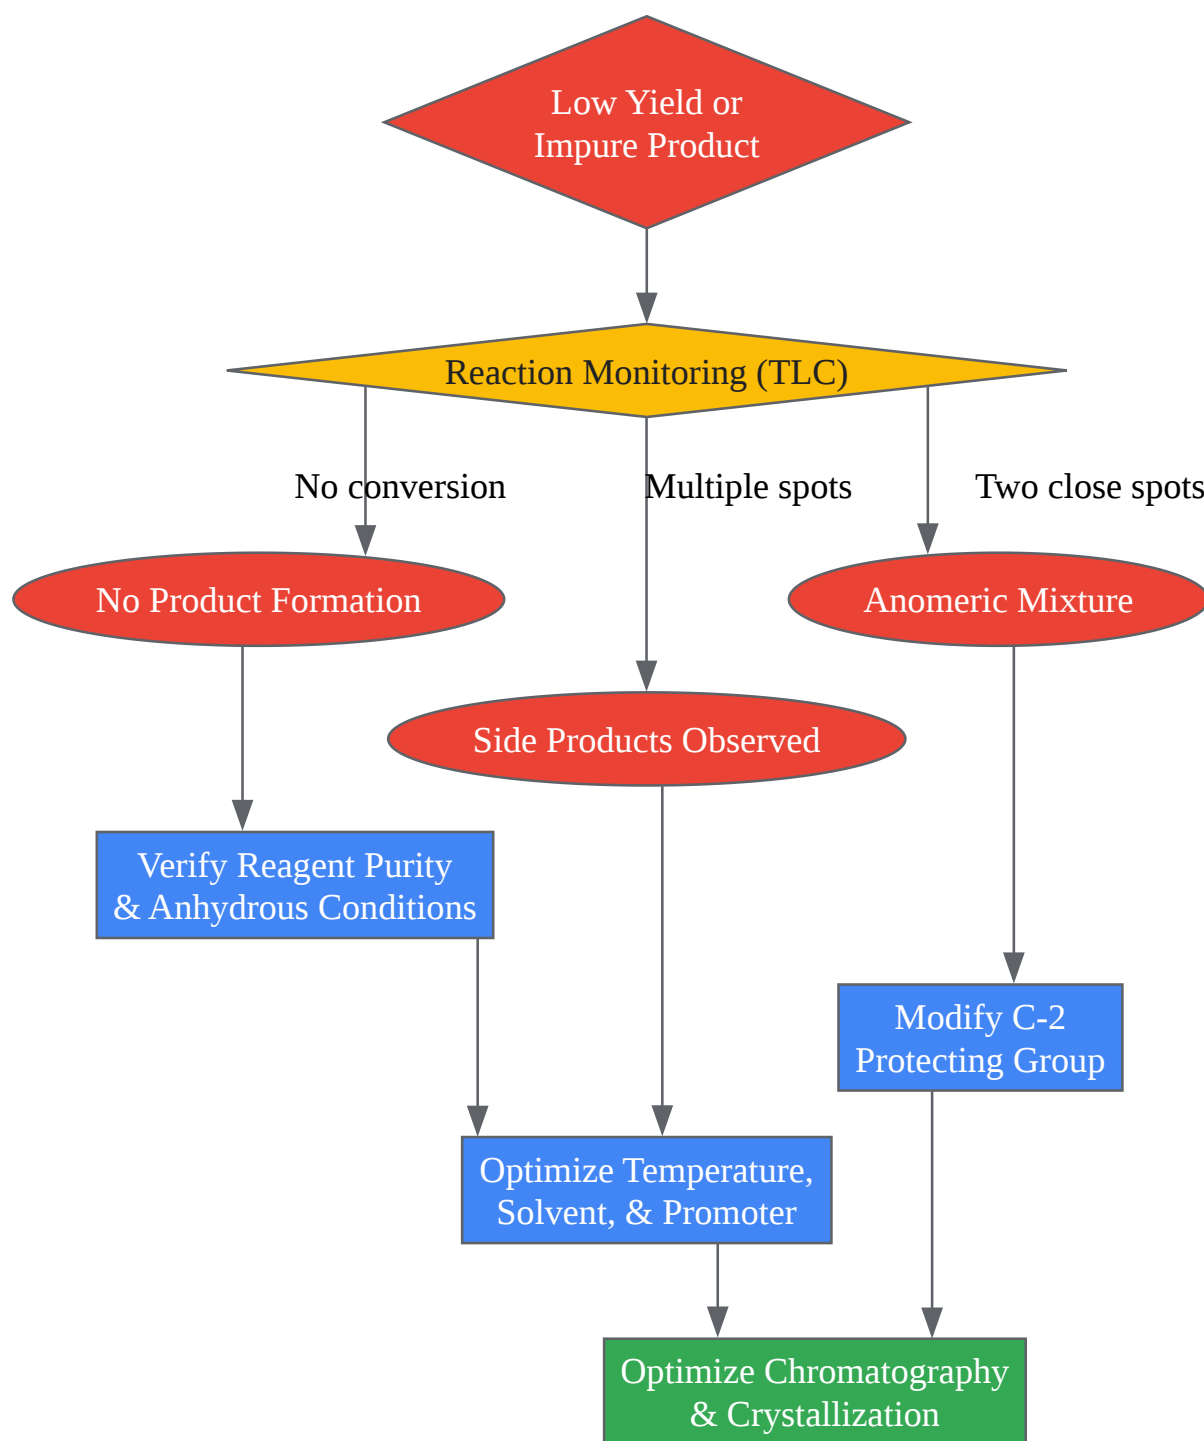 Low Yield or
Impure Product
Reaction Monitoring (TLC)
No conversion
Multiple spots
Two close spots
No Product Formation
Anomeric Mixture
Side Products Observed
Verify Reagent Purity
& Anhydrous Conditions
Modify C-2
Protecting Group
Optimize Temperature,
Solvent, & Promoter
Optimize Chromatography
& Crystallization